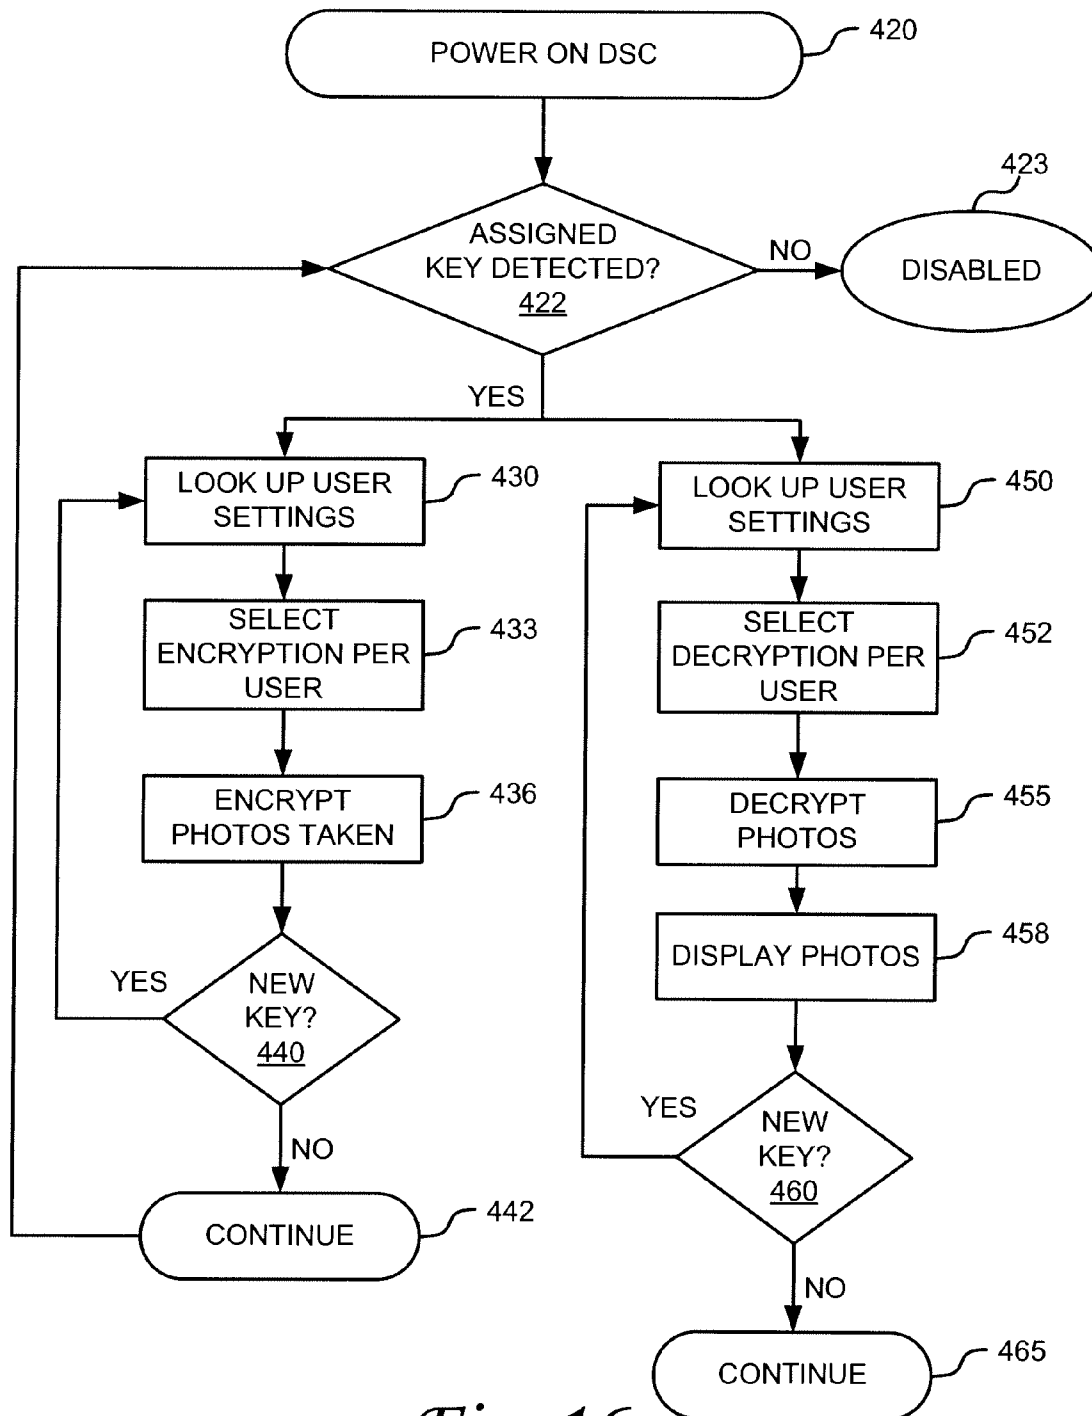 POWER ON DSC
420
423
ASSIGNED
KEY DETECTED?
422
NO
DISABLED
YES
LOOK UP USER
SETTINGS
430
SELECT
ENCRYPTION PER
USER
433
ENCRYPT
PHOTOS TAKEN
436
YES
NEW
KEY?
440
NO
CONTINUE
442
LOOK UP USER
SETTINGS
450
SELECT
DECRYPTION PER
USER
452
DECRYPT
PHOTOS
455
DISPLAY PHOTOS
458
YES
NEW
KEY?
460
NO
CONTINUE
465
Fig. 16